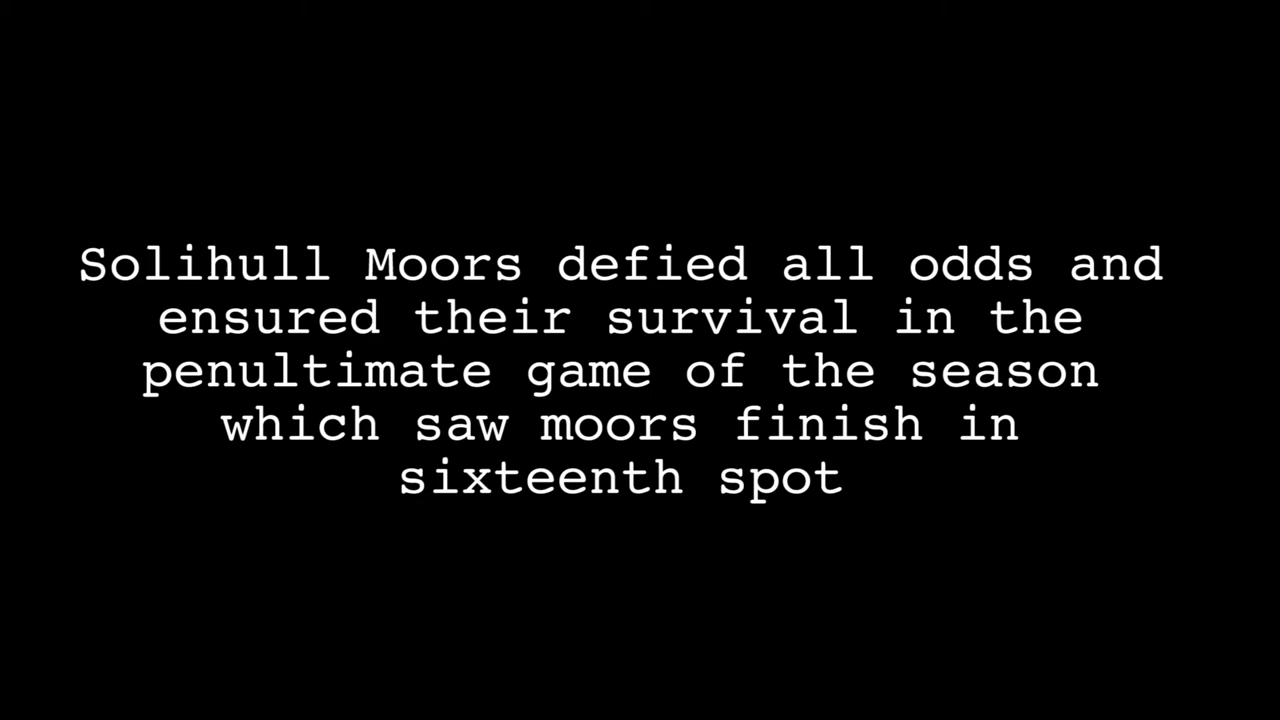 Solihull Moors defied all odds and
ensured their survival in the
penultimate game of the season
which saw moors finish in
sixteenth spot